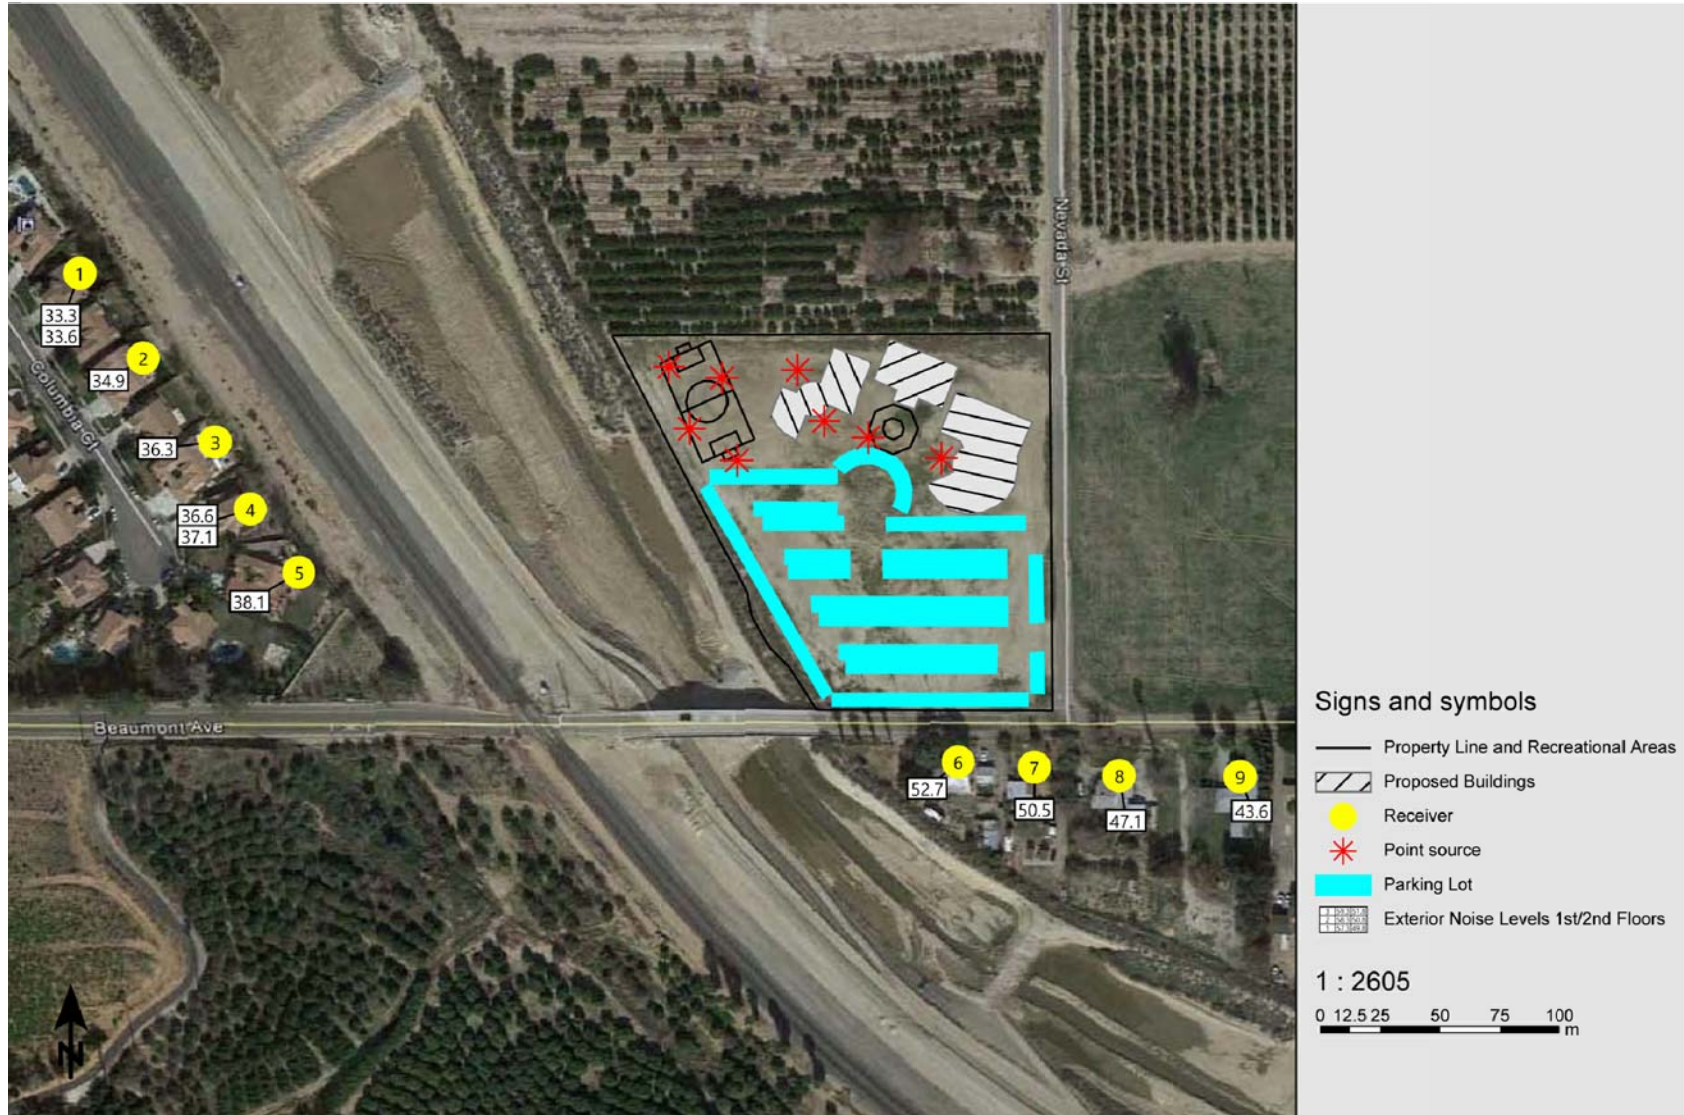 Nevada St
1
33.3
33.6
2
34.9
Columbia Ct
36.3
3
36.6
37.1
4
5
38.1
Beaumont Ave
6
52.7
7
50.5
8
47.1
9
43.6
N
Signs and symbols
Property Line and Recreational Areas
Proposed Buildings
Receiver
Point source
Parking Lot
Exterior Noise Levels 1st/2nd Floors
1 : 2605
0 12.5 25 50 75 100
m